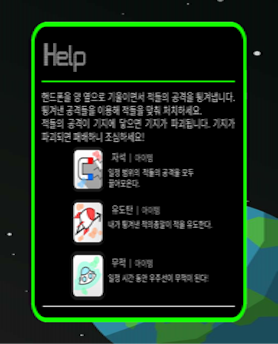 Help
핸드폰을 양 옆으로 기울이면서 적들의 공격을 튕겨냅니다.
튕겨낸 공격들을 이용해 적들을 맞춰 처치하세요.
적들의 공격이 기지에 닿으면 기지가 파괴됩니다. 기지가
파괴되면 패배하니 조심하세요!
자석 | 아이템
일정 범위의 적들의 공격을 모두
끌어모은다.
유도탄 | 아이템
내가 튕겨낸 적의총알이 적을 유도한다.
무적 | 아이템
일정 시간 동안 우주선이 무적이 된다!